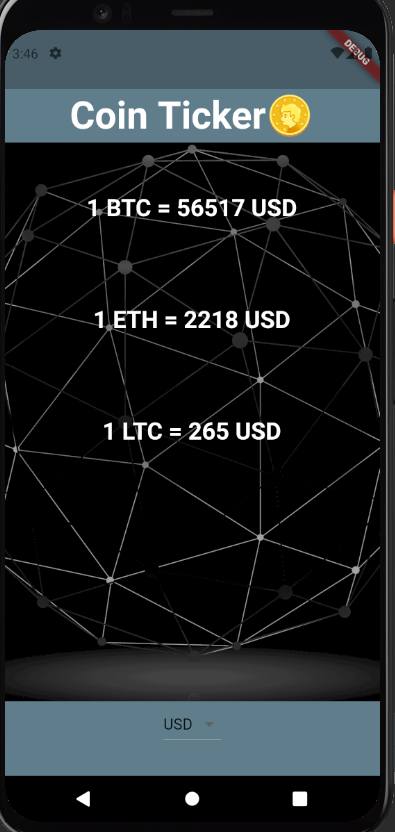 3:46
DEBUG
Coin Ticker
1 BTC = 56517 USD
1 ETH = 2218 USD
1 LTC = 265 USD
USD